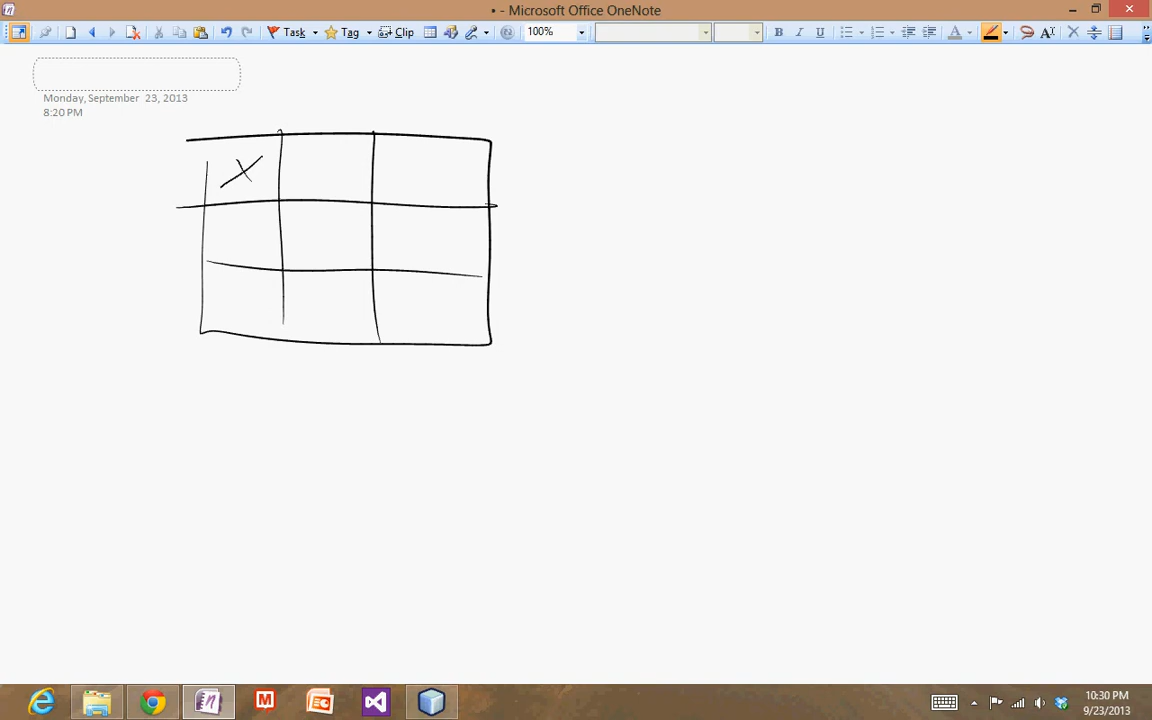 • - Microsoft Office OneNote
Task Tag Clip 100% B I U A A
Monday, September 23, 2013
8:20 PM
X
10:30 PM
9/23/2013